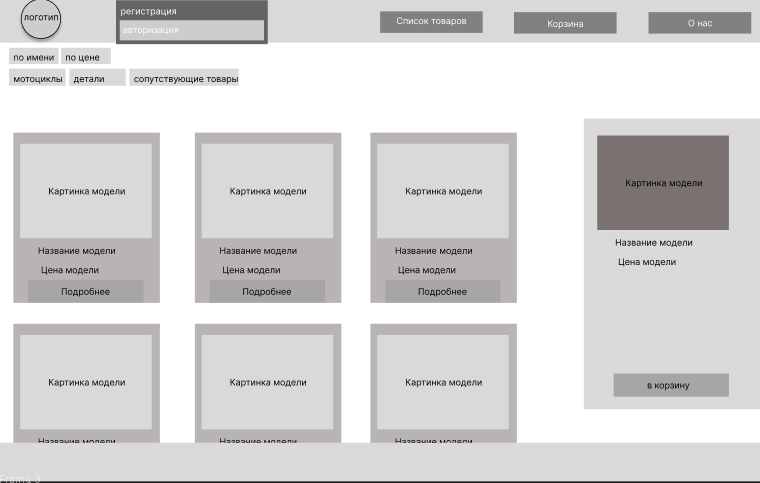 логотип
регистрация
авторизация
Список товаров
Корзина
О нас
по имени
по цене
мотоциклы
детали
сопутствующие товары
Картинка модели
Название модели
Цена модели
Подробнее
Картинка модели
Название модели
Цена модели
Подробнее
Картинка модели
Название модели
Цена модели
Подробнее
Картинка модели
Название модели
Цена модели
в корзину
Картинка модели
Название модели
Картинка модели
Название модели
Картинка модели
Название модели
Frame 3